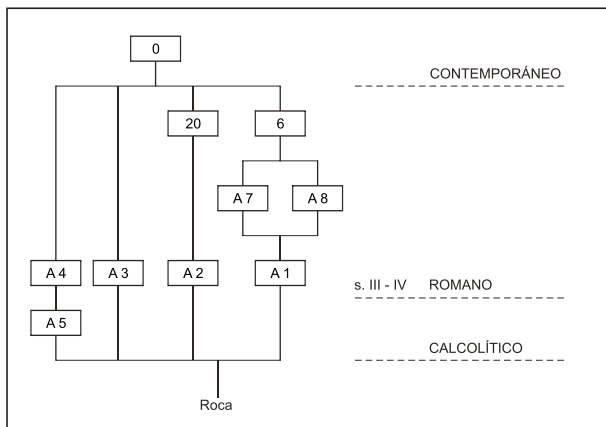 0
CONTEMPORÁNEO
20
6
A 7
A 8
A 4
A 3
A 2
A 1
s. III - IV ROMANO
A 5
CALCOLÍTICO
Roca